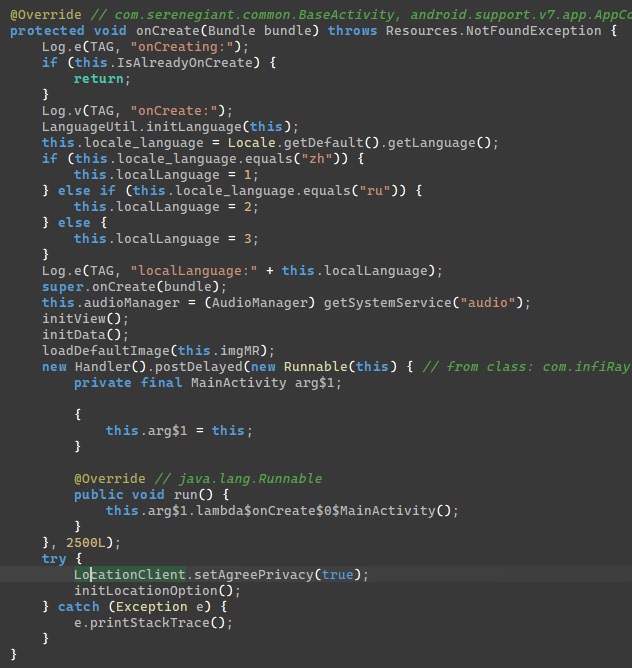 @Override // com.serenegiant.common.BaseActivity, android.support.v7.app.AppCo
protected void onCreate(Bundle bundle) throws Resources.NotFoundException {
    Log.e(TAG, "onCreating:");
    if (this.IsAlreadyOnCreate) {
        return;
    }
    Log.v(TAG, "onCreate:");
    LanguageUtil.initLanguage(this);
    this.locale_language = Locale.getDefault().getLanguage();
    if (this.locale_language.equals("zh")) {
        this.localLanguage = 1;
    } else if (this.locale_language.equals("ru")) {
        this.localLanguage = 2;
    } else {
        this.localLanguage = 3;
    }
    Log.e(TAG, "localLanguage:" + this.localLanguage);
    super.onCreate(bundle);
    this.audioManager = (AudioManager) getSystemService("audio");
    initView();
    initData();
    loadDefaultImage(this.imgMR);
    new Handler().postDelayed(new Runnable(this) { // from class: com.infiRay
        private final MainActivity arg$1;

        {
            this.arg$1 = this;
        }

        @Override // java.lang.Runnable
        public void run() {
            this.arg$1.lambda$onCreate$0$MainActivity();
        }
    }, 2500L);
    try {
        LocationClient.setAgreePrivacy(true);
        initLocationOption();
    } catch (Exception e) {
        e.printStackTrace();
    }
}